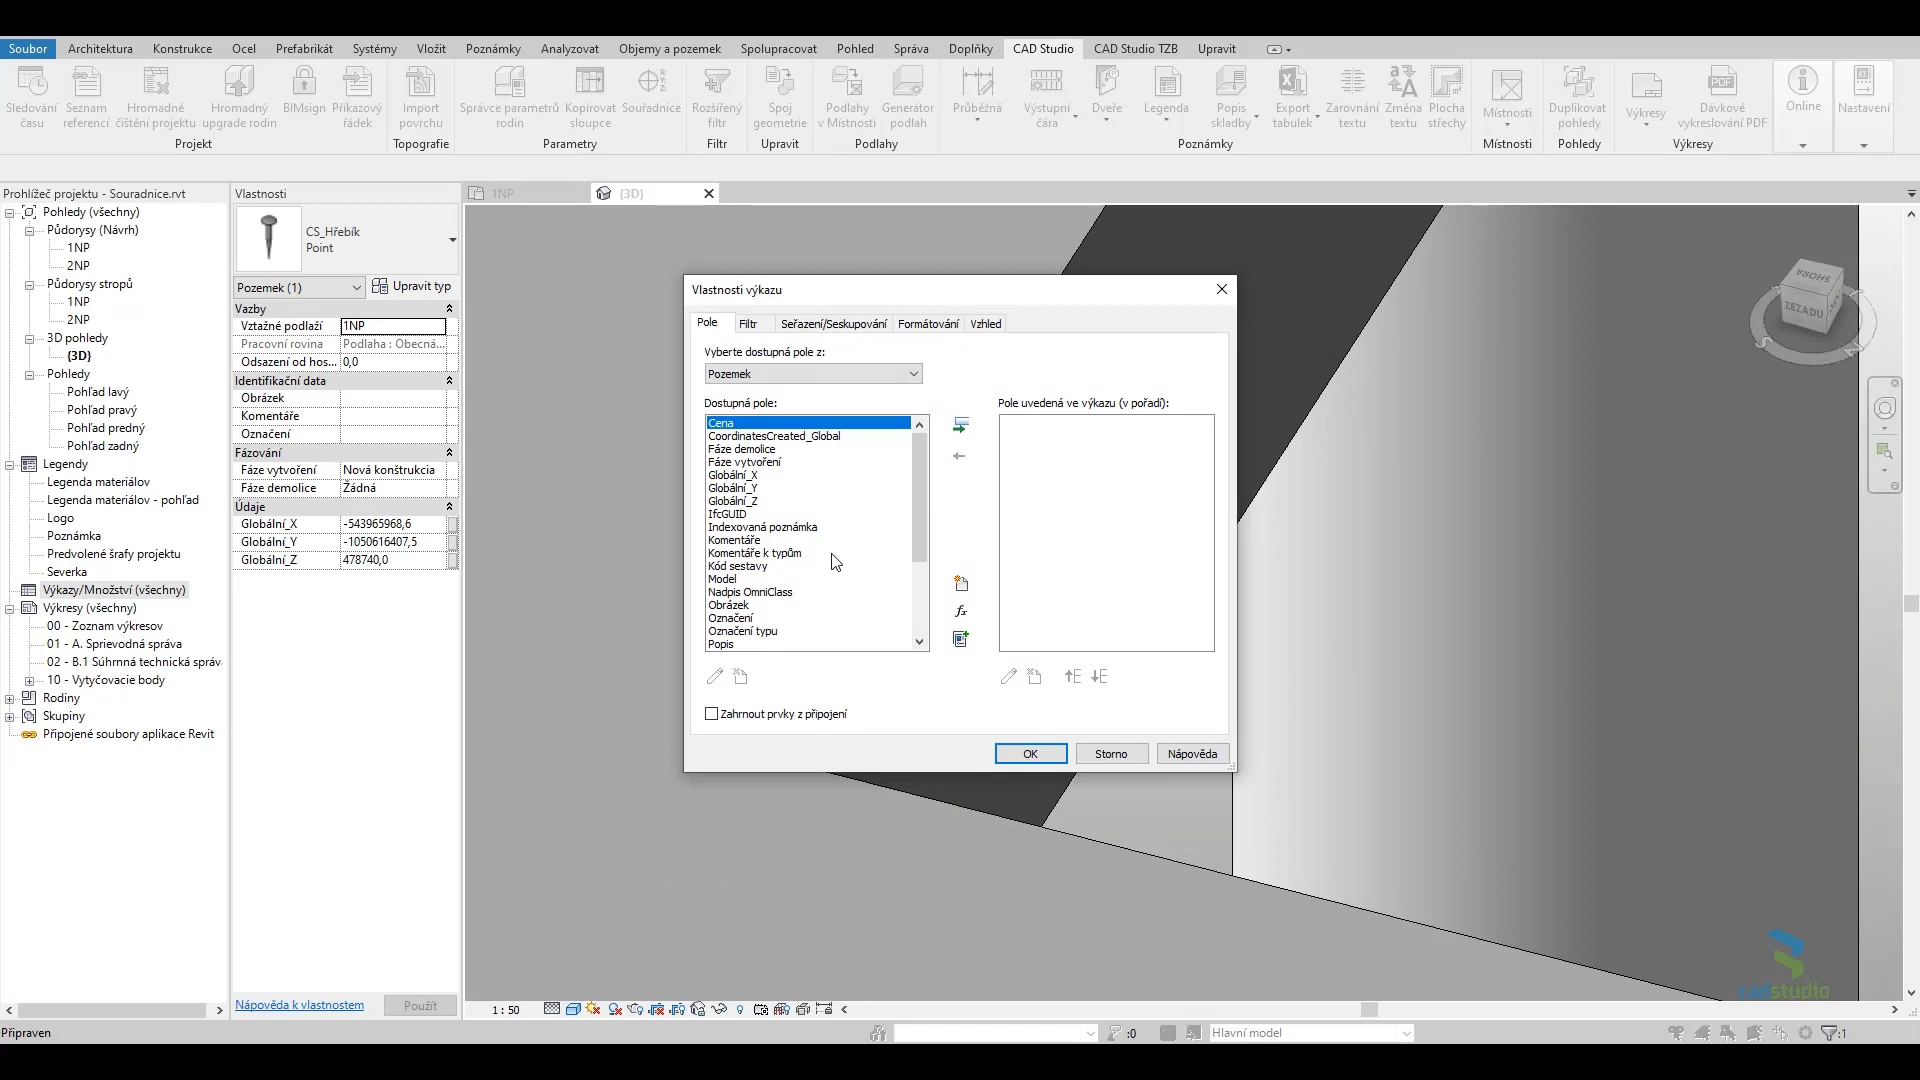 Soubor Architektura Konstrukce Ocel Prefabrikát Systémy Vložit Poznámky Analyzovat Objemy a pozemek Spolupracovat Pohled Správa Doplňky CAD Studio CAD Studio TZB Upravit
Sledování času
Seznam referencí
Hromadné čištění projektu
Hromadný upgrade rodin
BIMsign
Příkazový řádek
Import povrchu
Správce parametrů rodin
Kopírovat sloupce
Souřadnice
Rozšířený filtr
Spoj geometrie
Podlahy v Místnosti
Generátor podlah
Průběžná
Výstupní čára
Dveře
Legenda
Popis skladby
Export tabulek
Zarovnání textu
Změna textu
Plocha střechy
Místnosti
Duplikovat pohledy
Výkresy
Dávkové vykreslování PDF
Online
Nastavení
Projekt Topografie Parametry Filtr Upravit Podlahy Poznámky Místnosti Pohledy Výkresy
Prohlížeč projektu - Souradnice.rvt
Pohledy (všechny)
Půdorysy (Návrh)
1NP
2NP
Půdorysy stropů
1NP
2NP
3D pohledy
{3D}
Pohledy
Pohľad lavý
Pohľad pravý
Pohľad predný
Pohľad zadný
Legendy
Legenda materiálov
Legenda materiálov - pohľad
Logo
Poznámka
Predvolené šrafy projektu
Severka
Výkazy/Množství (všechny)
Výkresy (všechny)
00 - Zoznam výkresov
01 - A. Sprievodná správa
02 - B.1 Súhrnná technická správ
10 - Vytyčovacie body
Rodiny
Skupiny
Připojené soubory aplikace Revit
Vlastnosti
CS_Hřebík
Point
Pozemek (1) Upravit typ
Vazby
Vztažné podlaží 1NP
Pracovní rovina Podlaha : Obecná...
Odsazení od hos... 0,0
Identifikační data
Obrázek
Komentáře
Označení
Fázování
Fáze vytvoření Nová konštrukcia
Fáze demolice Žádná
Údaje
Globální_X -543965968,6
Globální_Y -1050616407,5
Globální_Z 478740,0
Nápověda k vlastnostem Použít
1NP {3D}
SHORA
ZEZADU
Vlastnosti výkazu
Pole Filtr Seřazení/Seskupování Formátování Vzhled
Vyberte dostupná pole z:
Pozemek
Dostupná pole: Pole uvedená ve výkazu (v pořadí):
Cena
CoordinatesCreated_Global
Fáze demolice
Fáze vytvoření
Globální_X
Globální_Y
Globální_Z
IfcGUID
Indexovaná poznámka
Komentáře
Komentáře k typům
Kód sestavy
Model
Nadpis OmniClass
Obrázek
Označení
Označení typu
Popis
fx
Zahrnout prvky z připojení
OK Storno Nápověda
cadstudio
1 : 50
Připraven :0 Hlavní model :1